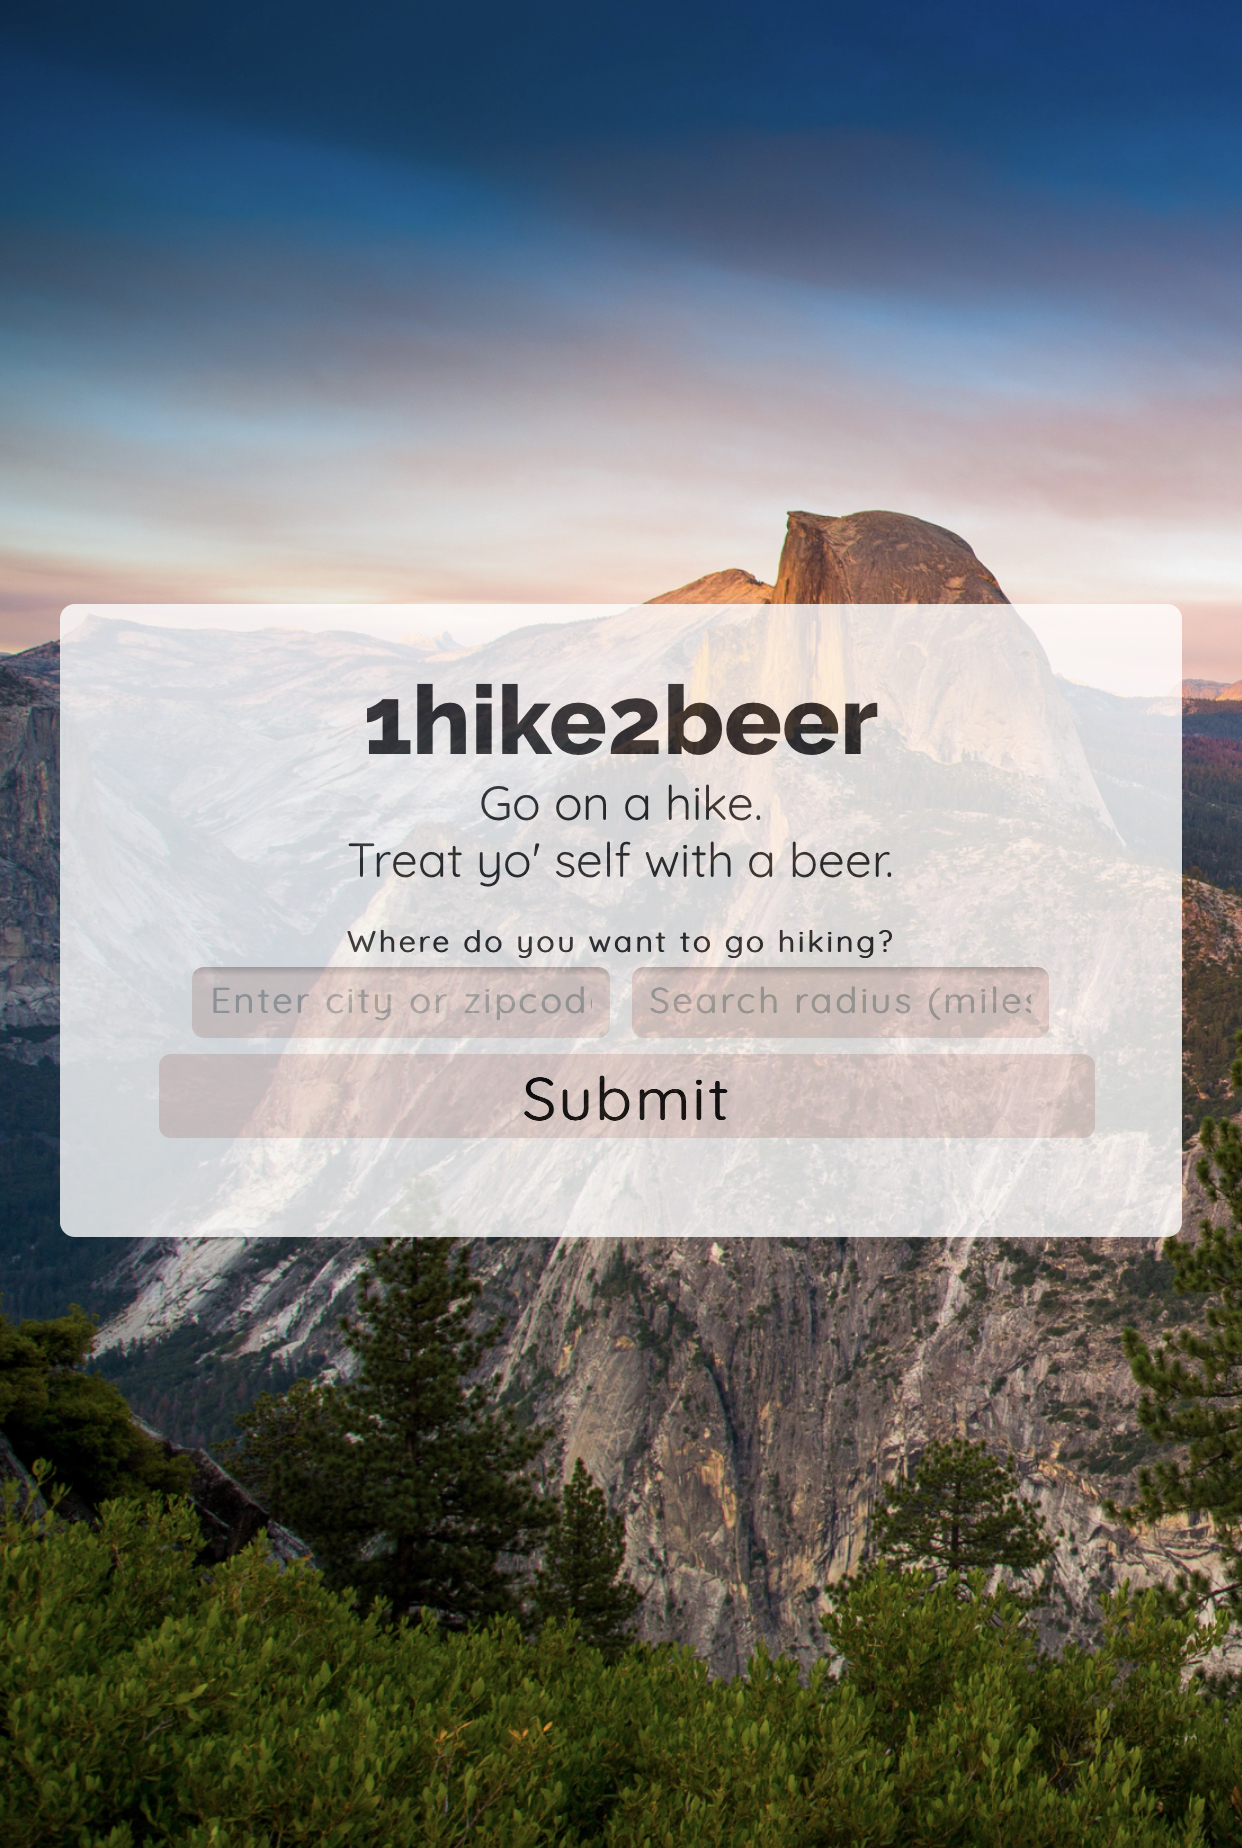 1hike2beer
Go on a hike.
Treat yo' self with a beer.
Where do you want to go hiking?
Enter city or zipcod
Search radius (miles
Submit